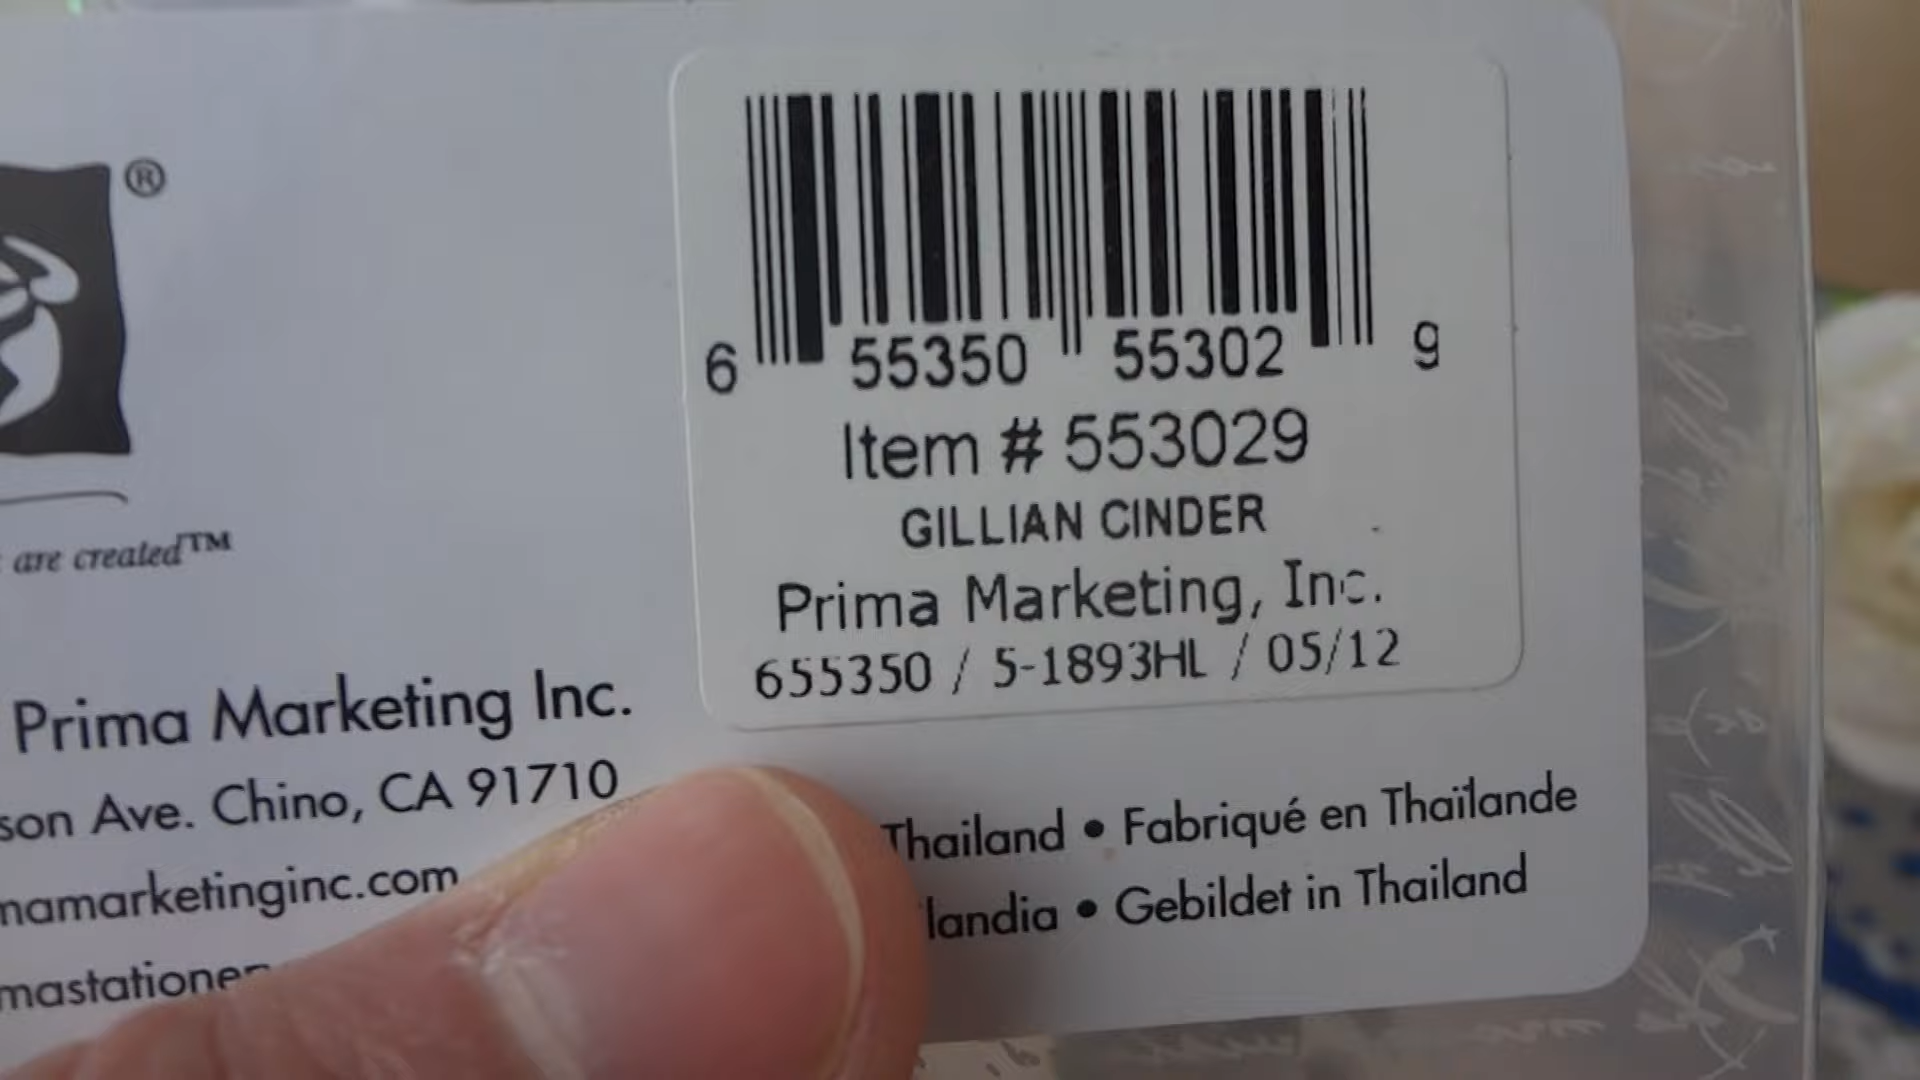 ®
are created™
6 55350 55302 9
Item # 553029
GILLIAN CINDER
Prima Marketing, Inc.
655350 / 5-1893HL / 05/12
Prima Marketing Inc.
son Ave. Chino, CA 91710
mamarketinginc.com
mastatione
Thailand • Fabriqué en Thaïlande
landia • Gebildet in Thailand